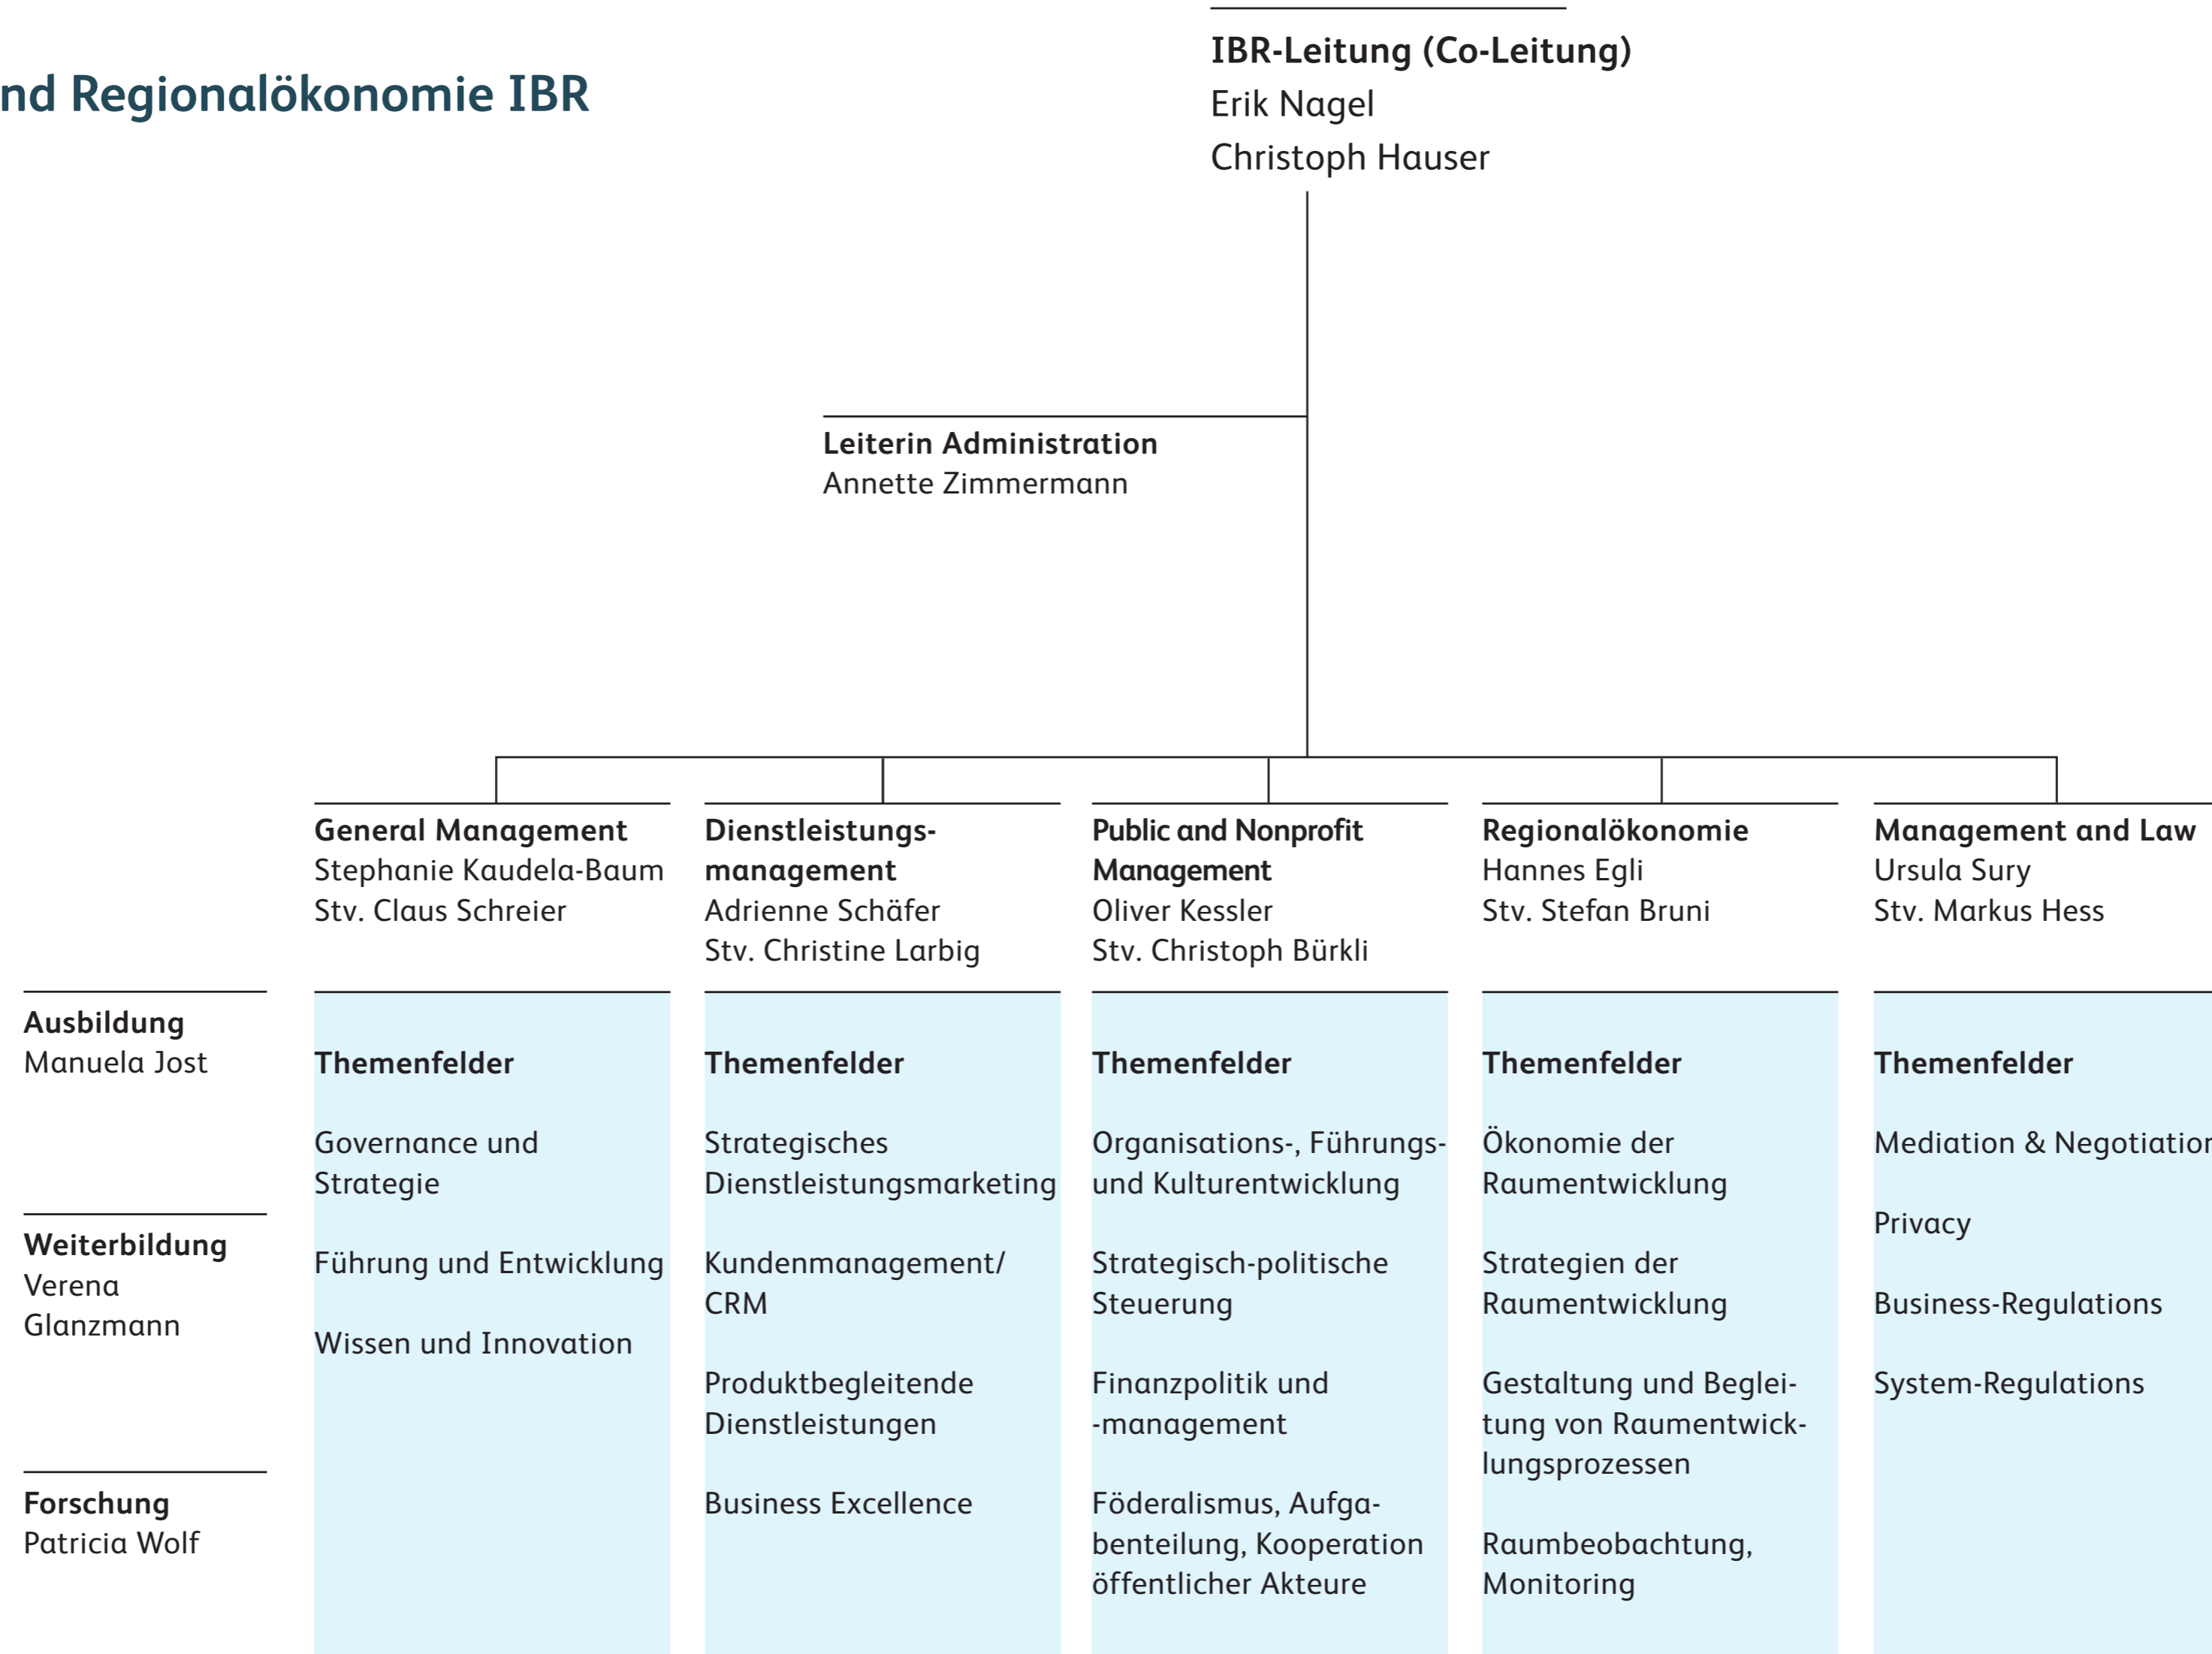 nd Regionalökonomie IBR
IBR-Leitung (Co-Leitung)
Erik Nagel
Christoph Hauser
Leiterin Administration
Annette Zimmermann
General Management
Stephanie Kaudela-Baum
Stv. Claus Schreier
Dienstleistungs-
management
Adrienne Schäfer
Stv. Christine Larbig
Public and Nonprofit
Management
Oliver Kessler
Stv. Christoph Bürkli
Regionalökonomie
Hannes Egli
Stv. Stefan Bruni
Management and Law
Ursula Sury
Stv. Markus Hess
Ausbildung
Manuela Jost
Weiterbildung
Verena
Glanzmann
Forschung
Patricia Wolf
Themenfelder
Governance und
Strategie
Führung und Entwicklung
Wissen und Innovation
Themenfelder
Strategisches
Dienstleistungsmarketing
Kundenmanagement/
CRM
Produktbegleitende
Dienstleistungen
Business Excellence
Themenfelder
Organisations-, Führungs-
und Kulturentwicklung
Strategisch-politische
Steuerung
Finanzpolitik und
-management
Föderalismus, Aufga-
benteilung, Kooperation
öffentlicher Akteure
Themenfelder
Ökonomie der
Raumentwicklung
Strategien der
Raumentwicklung
Gestaltung und Beglei-
tung von Raumentwick-
lungsprozessen
Raumbeobachtung,
Monitoring
Themenfelder
Mediation & Negotiation
Privacy
Business-Regulations
System-Regulations